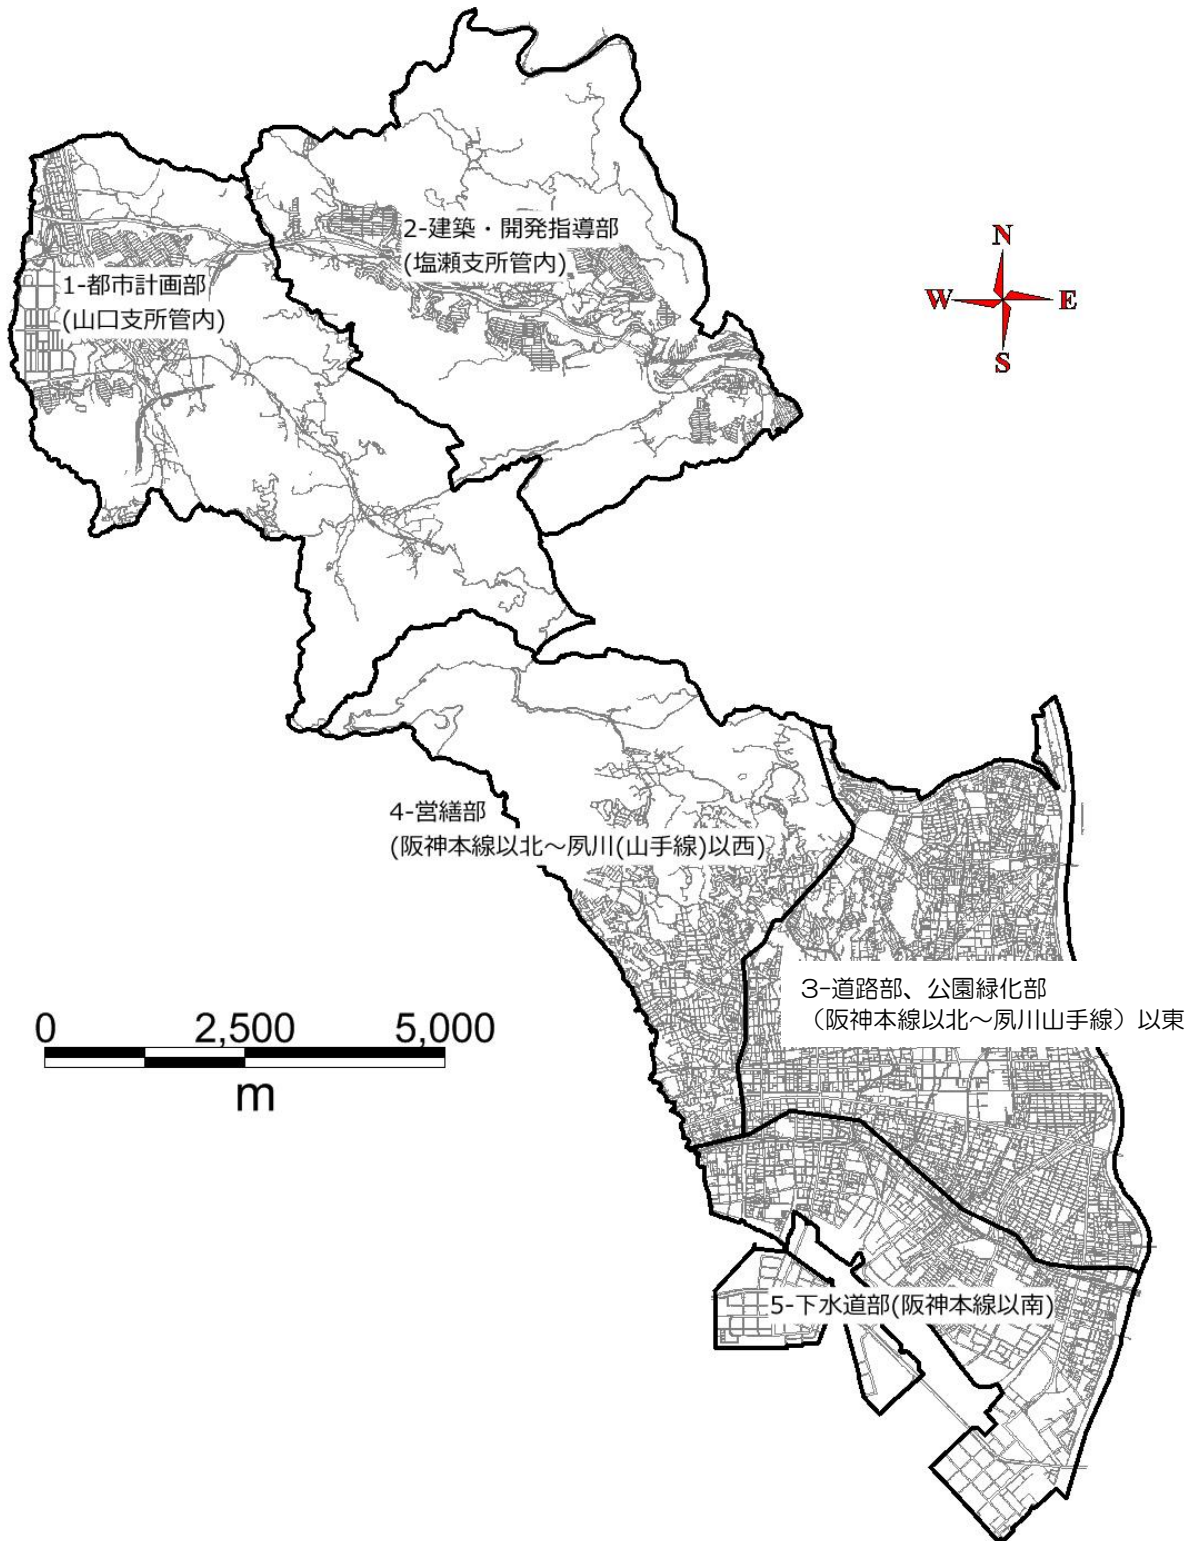 2-建築・開発指導部
(塩瀬支所管内)
1-都市計画部
(山口支所管内)
N
W
E
S
4-営繕部
(阪神本線以北～夙川(山手線)以西)
3-道路部、公園緑化部
（阪神本線以北～夙川山手線）以東
0 2,500 5,000
m
5-下水道部(阪神本線以南)